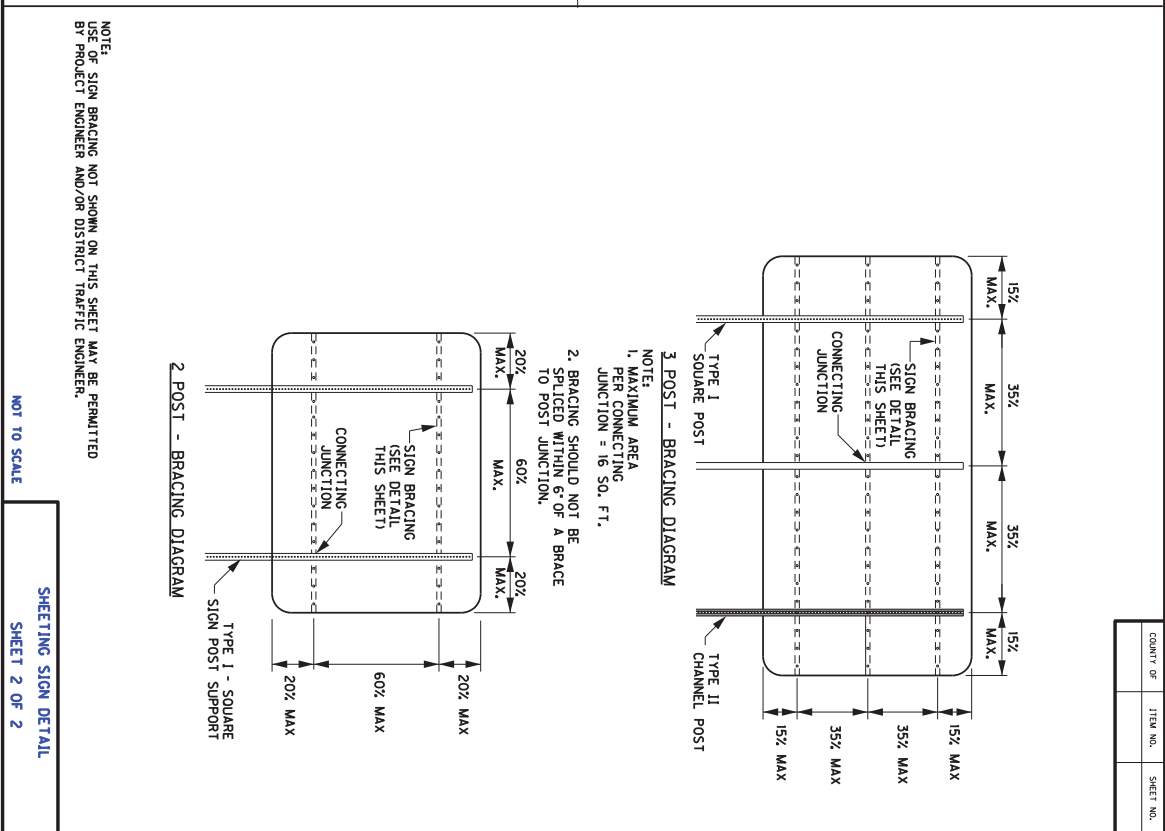 COUNTY OF
ITEM NO.
SHEET NO.
15%
MAX.
35%
MAX.
35%
MAX.
15%
MAX.
SIGN BRACING
(SEE DETAIL
THIS SHEET)
CONNECTING
JUNCTION
15% MAX
35% MAX
35% MAX
15% MAX
TYPE I
SQUARE POST
TYPE II
CHANNEL POST
3 POST - BRACING DIAGRAM
NOTE:
1. MAXIMUM AREA
PER CONNECTING
JUNCTION = 16 SQ. FT.
2. BRACING SHOULD NOT BE
SPLICED WITHIN 6" OF A BRACE
TO POST JUNCTION.
20%
MAX.
60%
MAX.
20%
MAX.
SIGN BRACING
(SEE DETAIL
THIS SHEET)
CONNECTING
JUNCTION
20% MAX
60% MAX
20% MAX
TYPE I - SQUARE
SIGN POST SUPPORT
2 POST - BRACING DIAGRAM
NOTE:
USE OF SIGN BRACING NOT SHOWN ON THIS SHEET MAY BE PERMITTED
BY PROJECT ENGINEER AND/OR DISTRICT TRAFFIC ENGINEER.
NOT TO SCALE
SHEETING SIGN DETAIL
SHEET 2 OF 2